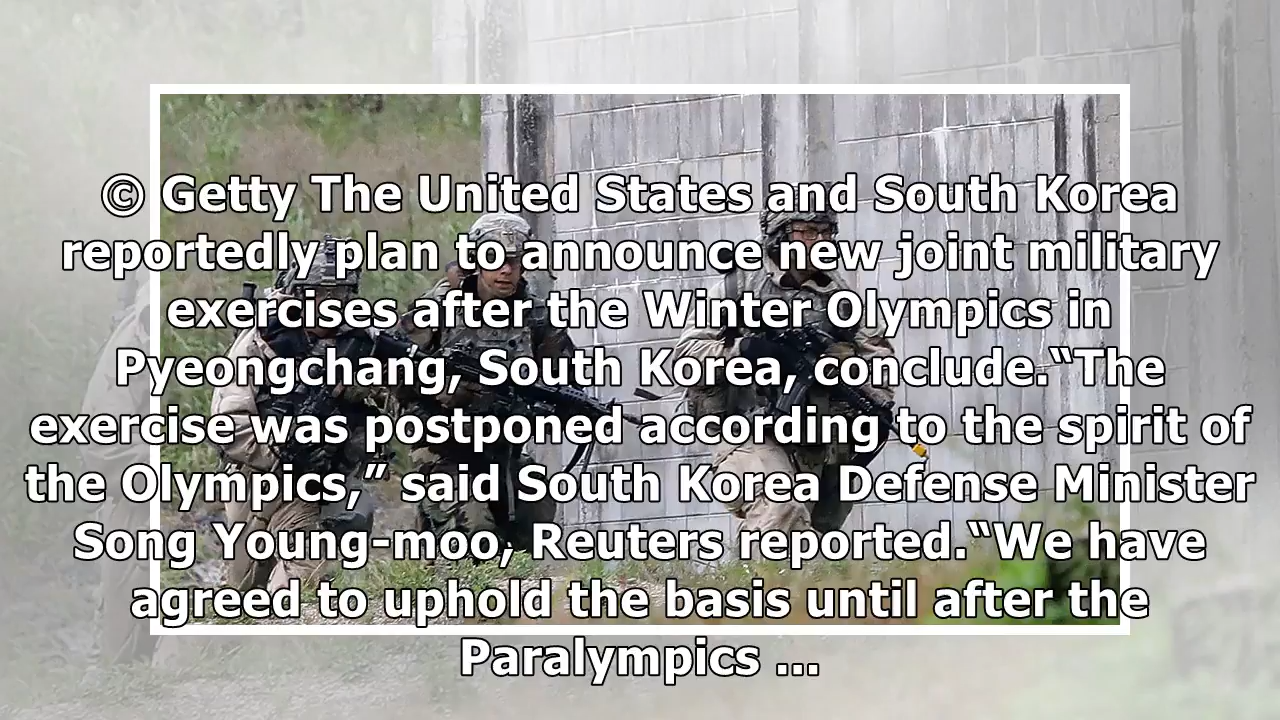 © Getty The United States and South Korea
reportedly plan to announce new joint military
exercises after the Winter Olympics in
Pyeongchang, South Korea, conclude.“The
exercise was postponed according to the spirit of
the Olympics,” said South Korea Defense Minister
Song Young-moo, Reuters reported.“We have
agreed to uphold the basis until after the
Paralympics ...